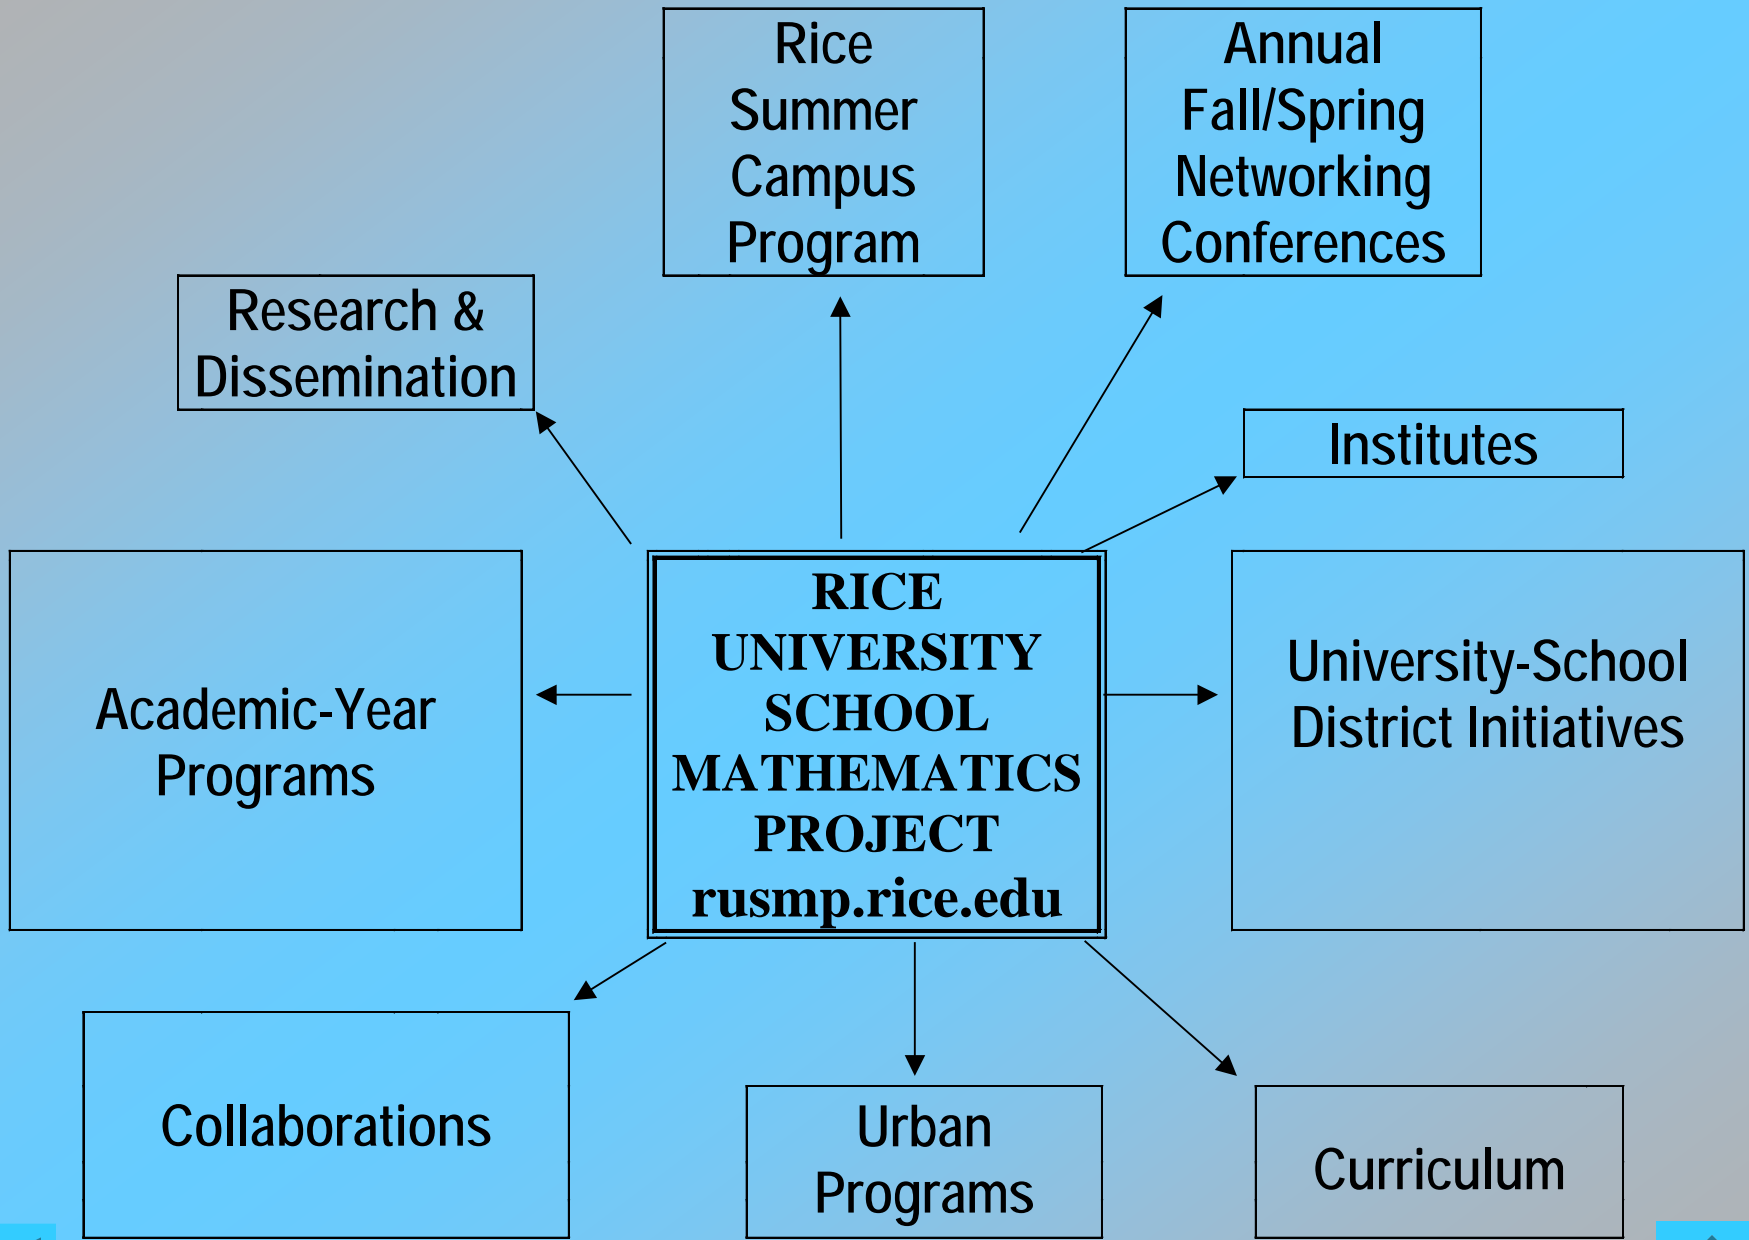 Rice
Summer
Campus
Program
Annual
Fall/Spring
Networking
Conferences
Research &
Dissemination
Institutes
Academic-Year
Programs
RICE
UNIVERSITY
SCHOOL
MATHEMATICS
PROJECT
rusmp.rice.edu
University-School
District Initiatives
Collaborations
Urban
Programs
Curriculum